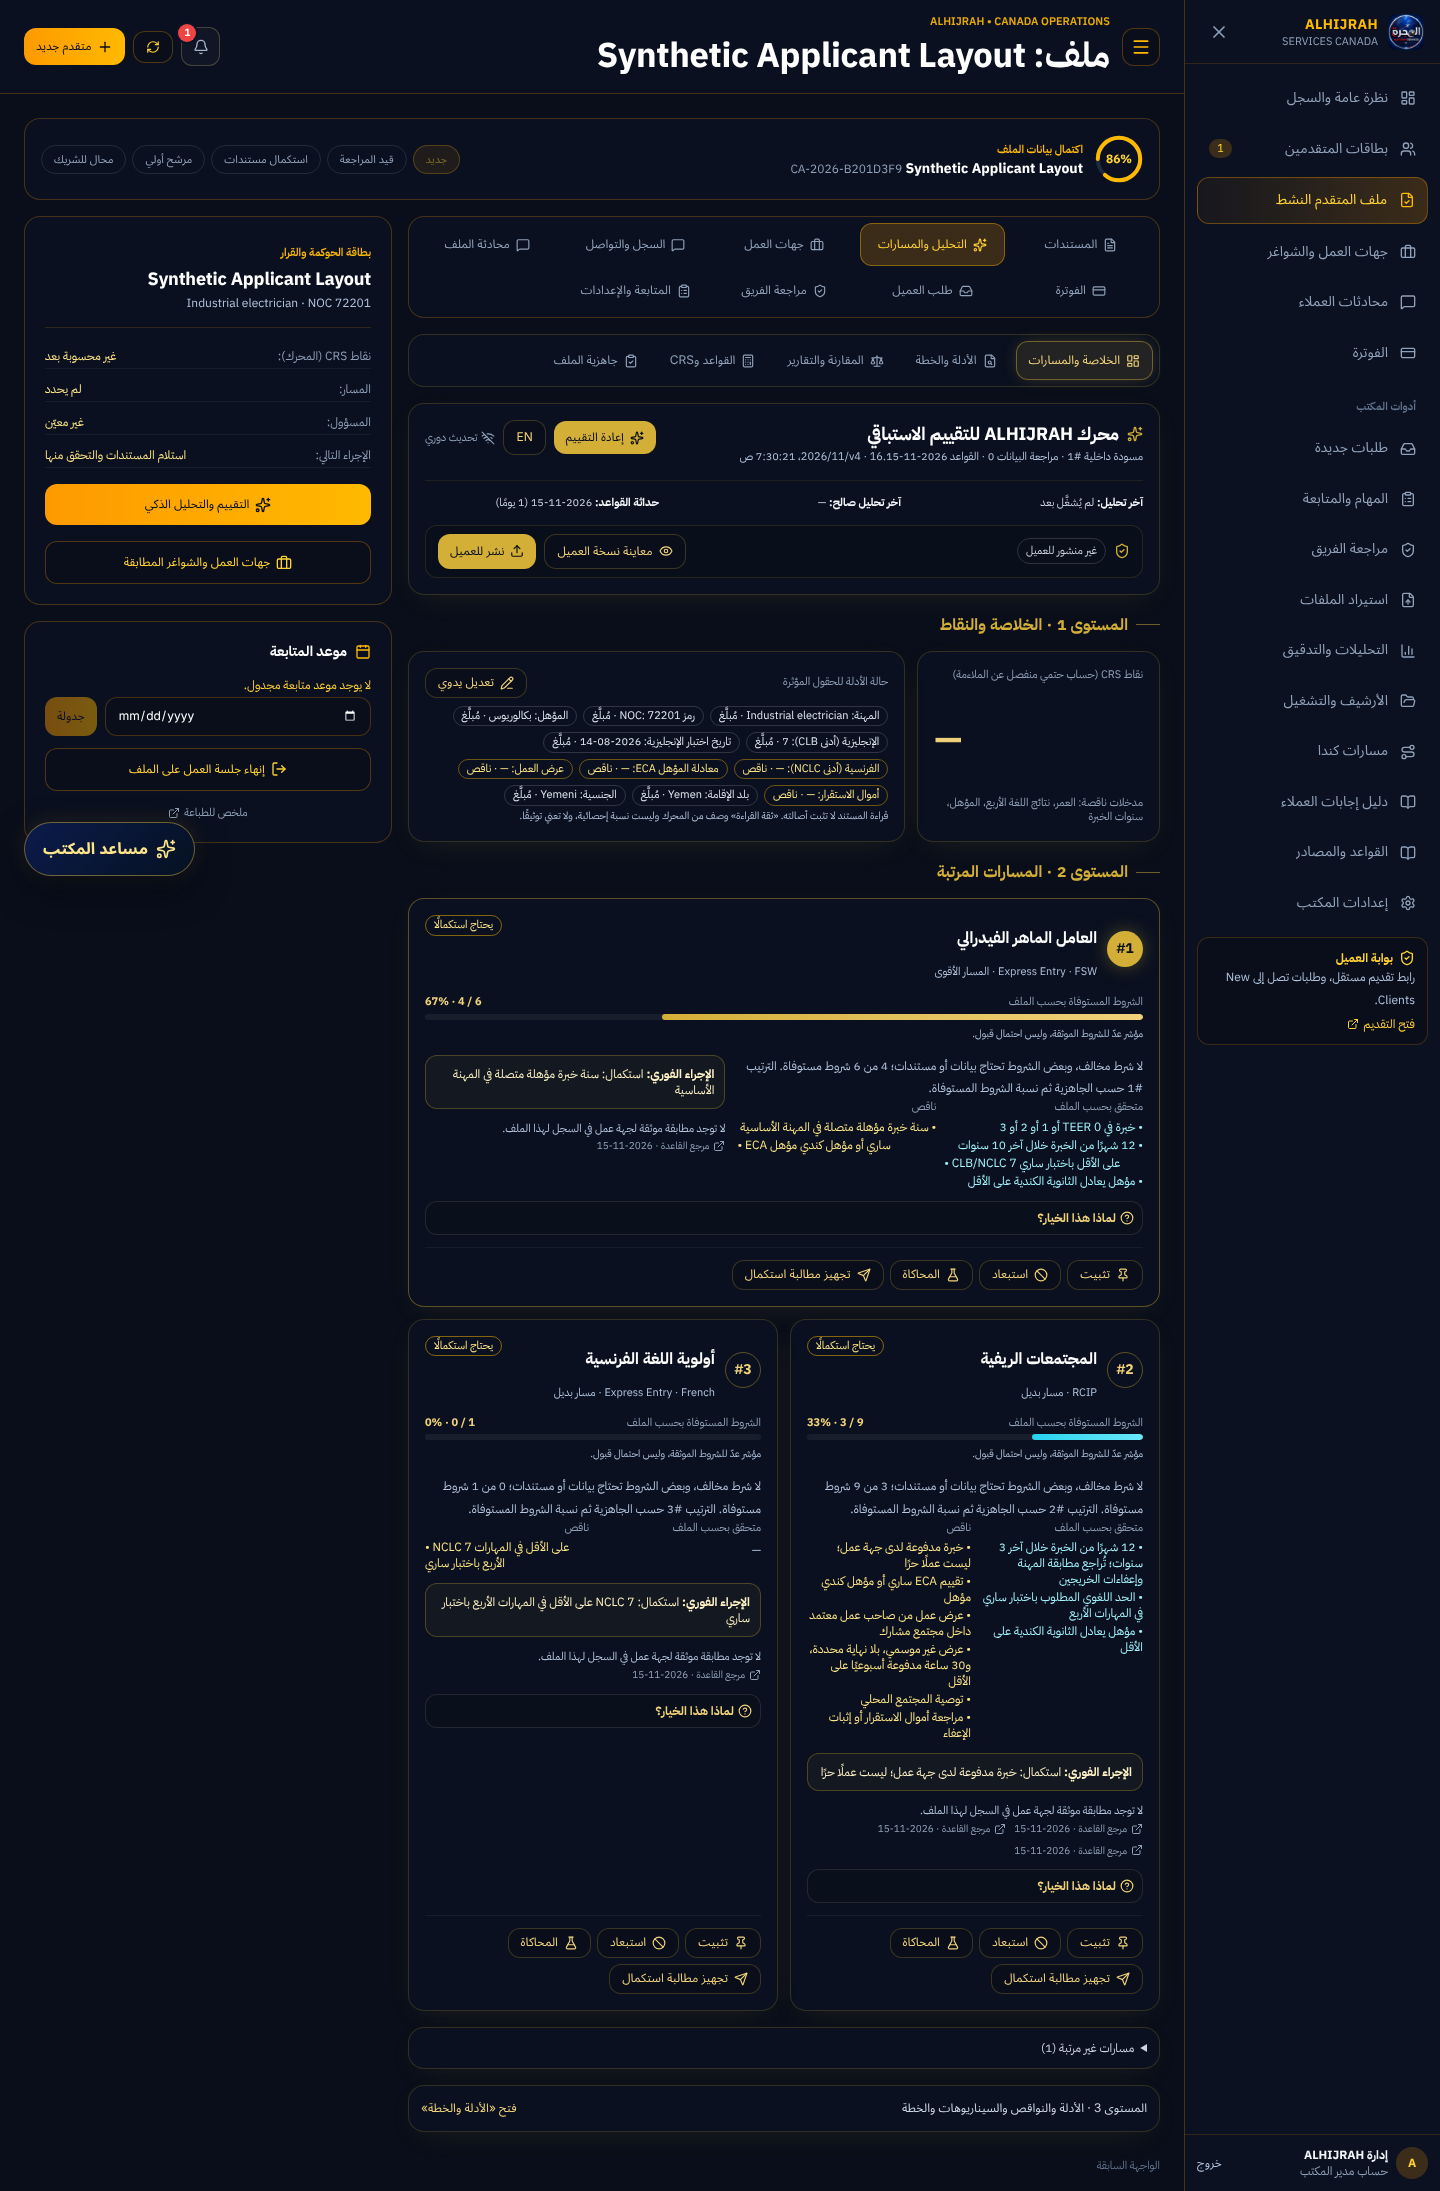 ALHIJRAH
SERVICES CANADA
نظرة عامة والسجل
بطاقات المتقدمين
1
ملف المتقدم النشط
جهات العمل والشواغر
محادثات العملاء
الفوترة
أدوات المكتب
طلبات جديدة
المهام والمتابعة
مراجعة الفريق
استيراد الملفات
التحليلات والتدقيق
الأرشيف والتشغيل
مسارات كندا
دليل إجابات العملاء
القواعد والمصادر
إعدادات المكتب
بوابة العميل
رابط تقديم مستقل، وطلبات تصل إلى New
Clients.
فتح التقديم
A
إدارة ALHIJRAH
حساب مدير المكتب
خروج
ALHIJRAH • CANADA OPERATIONS
ملف: Synthetic Applicant Layout
1
متقدم جديد
86%
اكتمال بيانات الملف
Synthetic Applicant Layout CA-2026-B201D3F9
جديد
قيد المراجعة
استكمال مستندات
مرشح أولي
محال للشريك
المستندات
التحليل والمسارات
جهات العمل
السجل والتواصل
محادثة الملف
الفوترة
طلب العميل
مراجعة الفريق
المتابعة والإعدادات
الخلاصة والمسارات
الأدلة والخطة
المقارنة والتقارير
القواعد وCRS
جاهزية الملف
محرك ALHIJRAH للتقييم الاستباقي
مسودة داخلية #1 · مراجعة البيانات 0 · القواعد 2026-11-15.v4 · 16/11/2026، 7:30:21 ص
إعادة التقييم
EN
تحديث دوري
آخر تحليل: لم يُشغَّل بعد
آخر تحليل صالح: —
حداثة القواعد: 2026-11-15 (1 يومًا)
غير منشور للعميل
معاينة نسخة العميل
نشر للعميل
المستوى 1 · الخلاصة والنقاط
نقاط CRS (حساب حتمي منفصل عن الملاءمة)
—
مدخلات ناقصة: العمر، نتائج اللغة الأربع، المؤهل،
سنوات الخبرة
حالة الأدلة للحقول المؤثرة
تعديل يدوي
المهنة: Industrial electrician · مُبلَّغ
رمز NOC: 72201 · مُبلَّغ
المؤهل: بكالوريوس · مُبلَّغ
الإنجليزية (أدنى CLB): 7 · مُبلَّغ
تاريخ اختبار الإنجليزية: 2026-08-14 · مُبلَّغ
الفرنسية (أدنى NCLC): — · ناقص
معادلة المؤهل ECA: — · ناقص
عرض العمل: — · ناقص
أموال الاستقرار: — · ناقص
بلد الإقامة: Yemen · مُبلَّغ
الجنسية: Yemeni · مُبلَّغ
قراءة المستند لا تثبت أصالته. «ثقة القراءة» وصف من المحرك وليست نسبة إحصائية، ولا تعني توثيقًا.
المستوى 2 · المسارات المرتبة
#1
العامل الماهر الفيدرالي
Express Entry · FSW · المسار الأقوى
يحتاج استكمالًا
الشروط المستوفاة بحسب الملف
67% · 4 / 6
مؤشر عدّ للشروط الموثقة، وليس احتمال قبول.
لا شرط مخالف، وبعض الشروط تحتاج بيانات أو مستندات؛ 4 من 6 شروط مستوفاة. الترتيب
#1 حسب الجاهزية ثم نسبة الشروط المستوفاة.
متحقق بحسب الملف
• خبرة في TEER 0 أو 1 أو 2 أو 3
• 12 شهرًا من الخبرة خلال آخر 10 سنوات
• CLB/NCLC 7 على الأقل باختبار ساري
• مؤهل يعادل الثانوية الكندية على الأقل
ناقص
• سنة خبرة مؤهلة متصلة في المهنة الأساسية
• ECA ساري أو مؤهل كندي مؤهل
الإجراء الفوري: استكمال: سنة خبرة مؤهلة متصلة في المهنة
الأساسية
لا توجد مطابقة موثقة لجهة عمل في السجل لهذا الملف.
مرجع القاعدة · 2026-11-15
لماذا هذا الخيار؟
تثبيت
استبعاد
المحاكاة
تجهيز مطالبة استكمال
#2
المجتمعات الريفية
RCIP · مسار بديل
يحتاج استكمالًا
الشروط المستوفاة بحسب الملف
33% · 3 / 9
مؤشر عدّ للشروط الموثقة، وليس احتمال قبول.
لا شرط مخالف، وبعض الشروط تحتاج بيانات أو مستندات؛ 3 من 9 شروط
مستوفاة. الترتيب #2 حسب الجاهزية ثم نسبة الشروط المستوفاة.
متحقق بحسب الملف
• 12 شهرًا من الخبرة خلال آخر 3
سنوات؛ تُراجع مطابقة المهنة
وإعفاءات الخريجين
• الحد اللغوي المطلوب باختبار ساري
في المهارات الأربع
• مؤهل يعادل الثانوية الكندية على
الأقل
ناقص
• خبرة مدفوعة لدى جهة عمل؛
ليست عملًا حرًا
• تقييم ECA ساري أو مؤهل كندي
مؤهل
• عرض عمل من صاحب عمل معتمد
داخل مجتمع مشارك
• عرض غير موسمي، بلا نهاية محددة،
و30 ساعة مدفوعة أسبوعيًا على
الأقل
• توصية المجتمع المحلي
• مراجعة أموال الاستقرار أو إثبات
الإعفاء
الإجراء الفوري: استكمال: خبرة مدفوعة لدى جهة عمل؛ ليست عملًا حرًا
لا توجد مطابقة موثقة لجهة عمل في السجل لهذا الملف.
مرجع القاعدة · 2026-11-15
مرجع القاعدة · 2026-11-15
مرجع القاعدة · 2026-11-15
لماذا هذا الخيار؟
تثبيت
استبعاد
المحاكاة
تجهيز مطالبة استكمال
#3
أولوية اللغة الفرنسية
Express Entry · French · مسار بديل
يحتاج استكمالًا
الشروط المستوفاة بحسب الملف
0% · 0 / 1
مؤشر عدّ للشروط الموثقة، وليس احتمال قبول.
لا شرط مخالف، وبعض الشروط تحتاج بيانات أو مستندات؛ 0 من 1 شروط
مستوفاة. الترتيب #3 حسب الجاهزية ثم نسبة الشروط المستوفاة.
متحقق بحسب الملف
—
ناقص
• NCLC 7 على الأقل في المهارات
الأربع باختبار ساري
الإجراء الفوري: استكمال: NCLC 7 على الأقل في المهارات الأربع باختبار
ساري
لا توجد مطابقة موثقة لجهة عمل في السجل لهذا الملف.
مرجع القاعدة · 2026-11-15
لماذا هذا الخيار؟
تثبيت
استبعاد
المحاكاة
تجهيز مطالبة استكمال
مسارات غير مرتبة (1)
المستوى 3 · الأدلة والنواقص والسيناريوهات والخطة
فتح «الأدلة والخطة»
الواجهة السابقة
بطاقة الحوكمة والقرار
Synthetic Applicant Layout
Industrial electrician · NOC 72201
نقاط CRS (المحرك):
غير محسوبة بعد
المسار:
لم يحدد
المسؤول:
غير معيّن
الإجراء التالي:
استلام المستندات والتحقق منها
التقييم والتحليل الذكي
جهات العمل والشواغر المطابقة
موعد المتابعة
لا يوجد موعد متابعة مجدول.
mm/dd/yyyy
جدولة
إنهاء جلسة العمل على الملف
ملخص للطباعة
مساعد المكتب